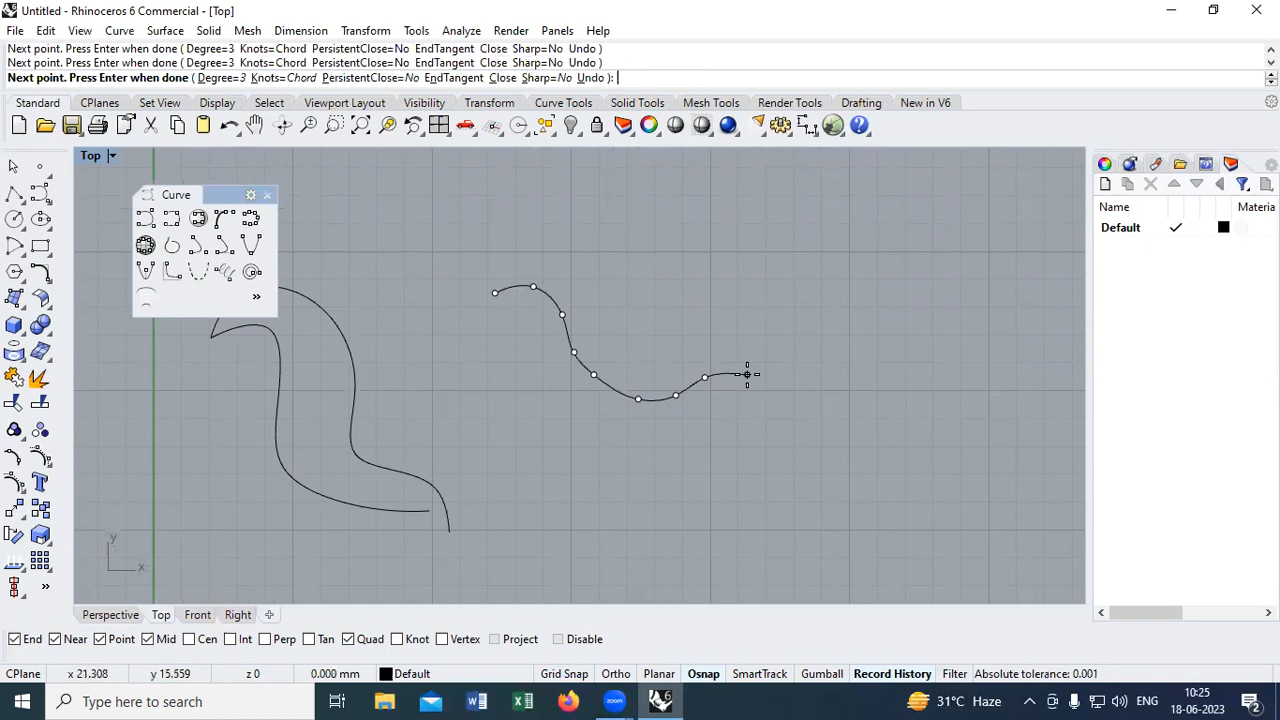 Untitled - Rhinoceros 6 Commercial - [Top]
File Edit View Curve Surface Solid Mesh Dimension Transform Tools Analyze Render Panels Help
Next point. Press Enter when done ( Degree=3 Knots=Chord PersistentClose=No EndTangent Close Sharp=No Undo )
Next point. Press Enter when done ( Degree=3 Knots=Chord PersistentClose=No EndTangent Close Sharp=No Undo )
Next point. Press Enter when done ( Degree=3 Knots=Chord PersistentClose=No EndTangent Close Sharp=No Undo ):
Standard CPlanes Set View Display Select Viewport Layout Visibility Transform Curve Tools Solid Tools Mesh Tools Render Tools Drafting New in V6
Top
Curve
Name Materia
Default
y
x
Perspective Top Front Right
End Near Point Mid Cen Int Perp Tan Quad Knot Vertex Project Disable
CPlane x 21.308 y 15.559 z 0 0.000 mm Default Grid Snap Ortho Planar Osnap SmartTrack Gumball Record History Filter Absolute tolerance: 0.001
Type here to search
zoom
6
31°C Haze
ENG
10:25
18-06-2023
2